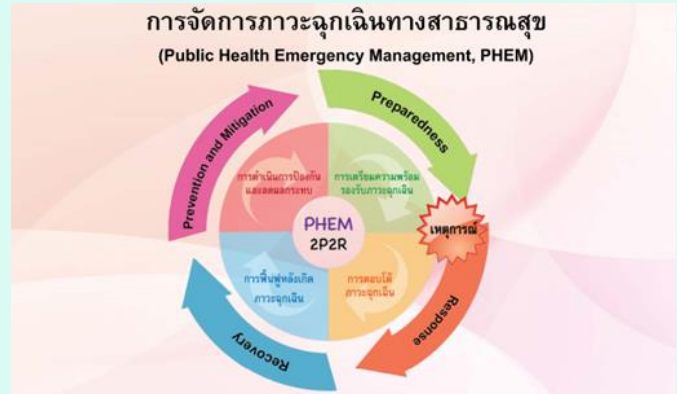 การจัดการภาวะฉุกเฉินทางสาธารณสุข
(Public Health Emergency Management, PHEM)
Prevention and Mitigation
Preparedness
การดำเนินการป้องกัน
และลดผลกระทบ
การเตรียมความพร้อม
รองรับภาวะฉุกเฉิน
PHEM
2P2R
เหตุการณ์
การฟื้นฟูหลังเกิด
ภาวะฉุกเฉิน
การตอบโต้
ภาวะฉุกเฉิน
Recovery
Response